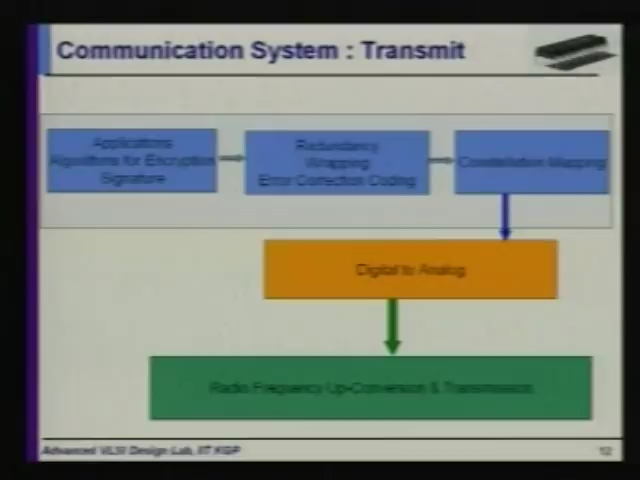 Communication System : Transmit
Applications
Algorithms for Encryption
Signature
Redundancy
Wrapping
Error Correction Coding
Constellation Mapping
Digital to Analog
Radio Frequency Up-Conversion & Transmission
Advanced VLSI Design Lab, IIT KGP
12